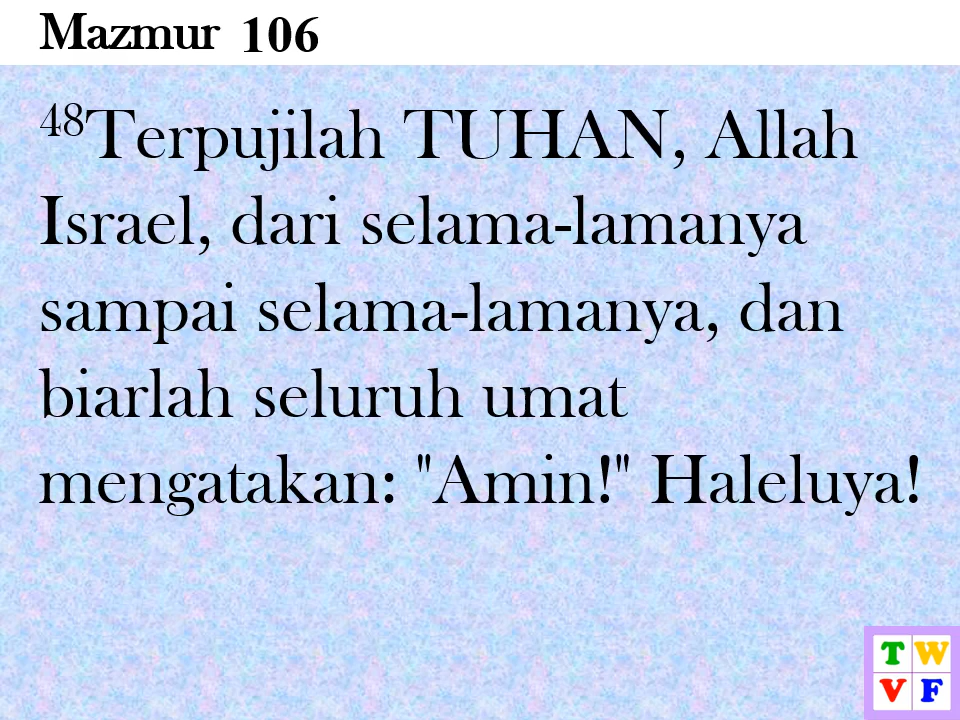 Mazmur 106
48Terpujilah TUHAN, Allah
Israel, dari selama-lamanya
sampai selama-lamanya, dan
biarlah seluruh umat
mengatakan: "Amin!" Haleluya!
T W
V F